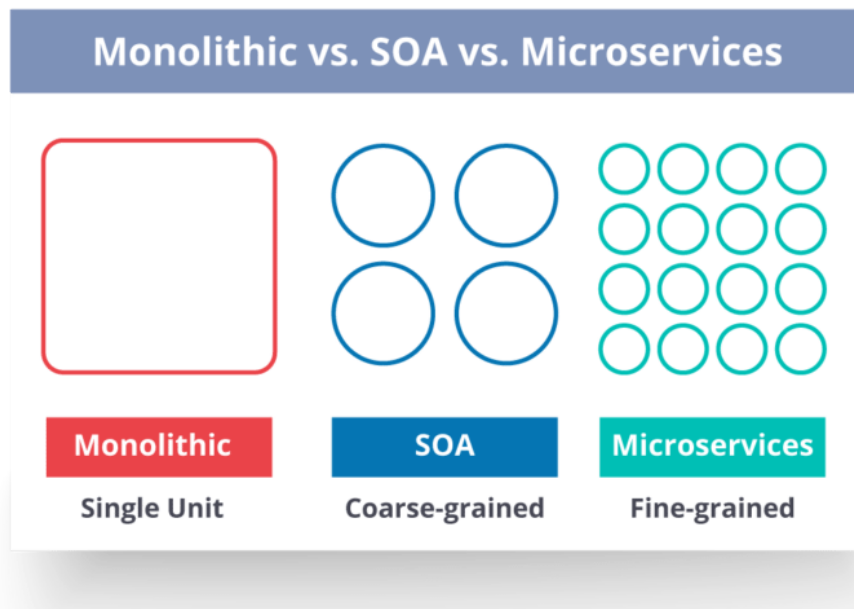 Monolithic vs. SOA vs. Microservices
Monolithic
SOA
Microservices
Single Unit
Coarse-grained
Fine-grained